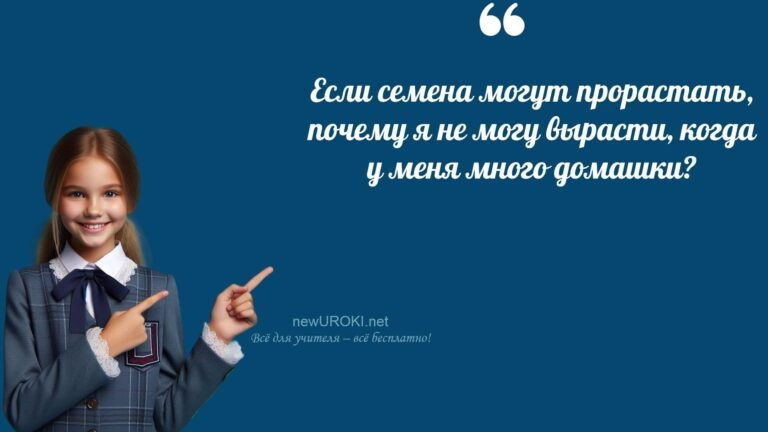 “
Если семена могут прорастать,
почему я не могу вырасти, когда
у меня много домашки?
newUROKI.net
Всё для учителя – всё бесплатно!